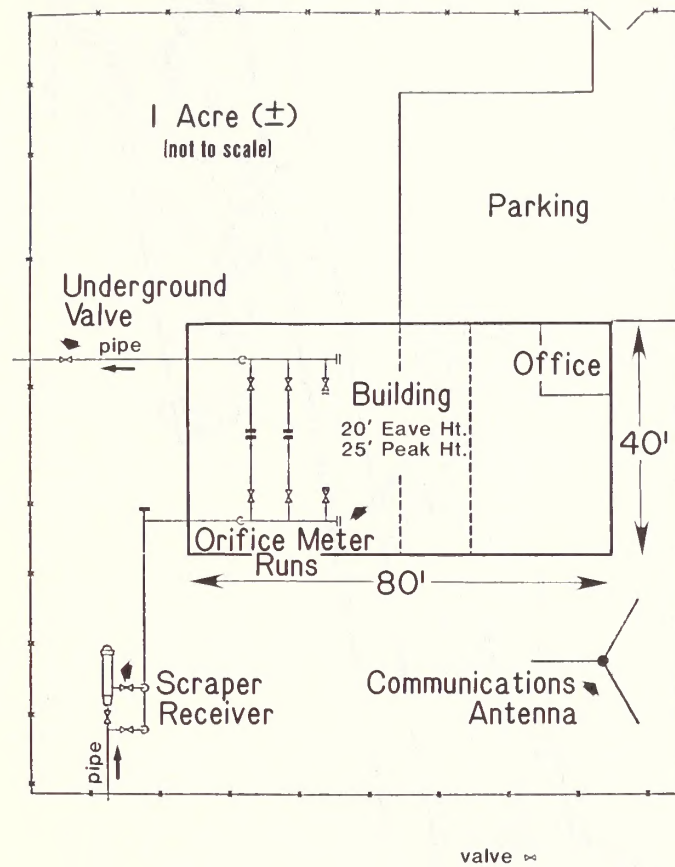 1 Acre (±)
(not to scale)
Parking
Underground
Valve
pipe
Office
Building
20' Eave Ht.
25' Peak Ht.
40'
Orifice Meter
Runs
80'
Scraper
Receiver
Communications
Antenna
pipe
valve